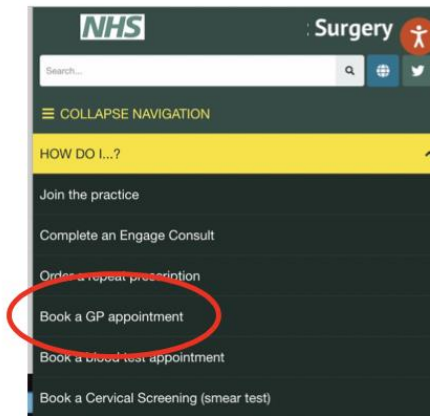 NHS
: Surgery
Search...
☰ COLLAPSE NAVIGATION
HOW DO I...?
Join the practice
Complete an Engage Consult
Order a repeat prescription
Book a GP appointment
Book a blood test appointment
Book a Cervical Screening (smear test)